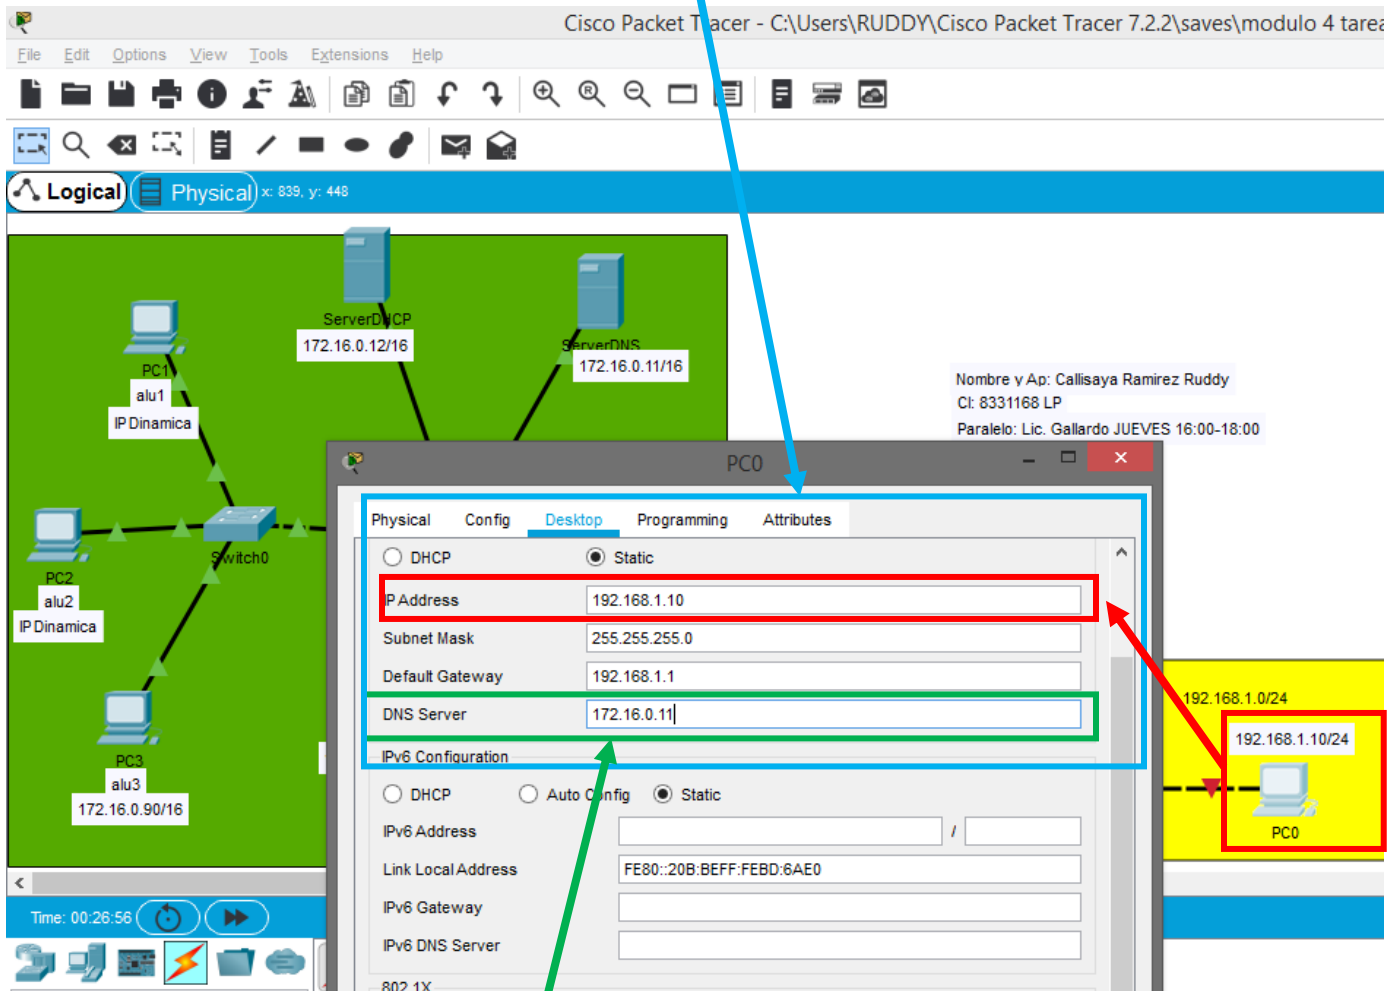 Cisco Packet Tracer - C:\Users\RUDDY\Cisco Packet Tracer 7.2.2\saves\modulo 4 tarea
File Edit Options View Tools Extensions Help
Logical Physical x: 839, y: 448
ServerDHCP
172.16.0.12/16
ServerDNS
172.16.0.11/16
PC1
alu1
IP Dinamica
Nombre y Ap: Callisaya Ramirez Ruddy
CI: 8331168 LP
Paralelo: Lic. Gallardo JUEVES 16:00-18:00
Switch0
PC2
alu2
IP Dinamica
PC3
alu3
172.16.0.90/16
PC0
Physical Config Desktop Programming Attributes
DHCP Static
IP Address 192.168.1.10
Subnet Mask 255.255.255.0
Default Gateway 192.168.1.1
DNS Server 172.16.0.11
IPv6 Configuration
DHCP Auto Config Static
IPv6 Address /
Link Local Address FE80::20B:BEFF:FEBD:6AE0
IPv6 Gateway
IPv6 DNS Server
802.1X
192.168.1.0/24
192.168.1.10/24
PC0
Time: 00:26:56